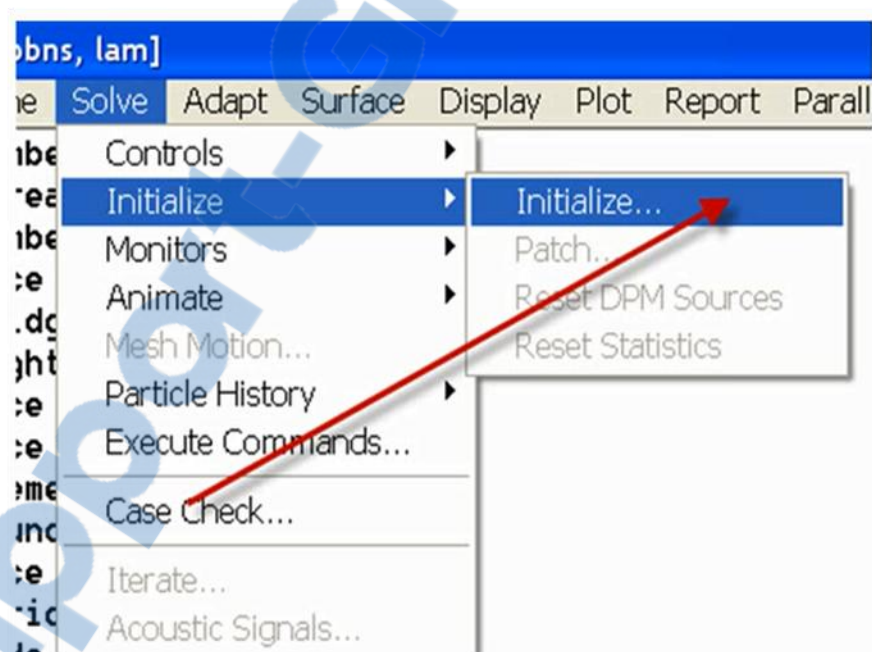 bns, lam]
Solve Adapt Surface Display Plot Report Parall
Controls
Initialize
Initialize...
Monitors
Patch...
Animate
Reset DPM Sources
Mesh Motion...
Reset Statistics
Particle History
Execute Commands...
Case Check...
Iterate...
Acoustic Signals...